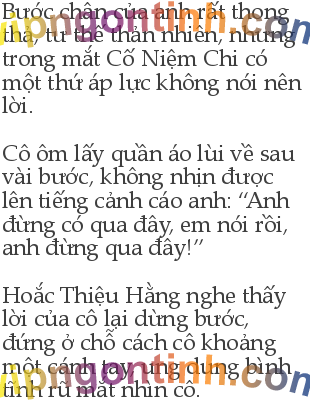 Bước chân của anh rất thong
thả, tư thế thản nhiên, nhưng
trong mắt Cố Niệm Chi có
một thứ áp lực không nói nên
lời.
Cô ôm lấy quần áo lùi về sau
vài bước, không nhịn được
lên tiếng cảnh cáo anh: “Anh
đừng có qua đây, em nói rồi,
anh đừng qua đây!”
Hoắc Thiệu Hằng nghe thấy
lời của cô lại dừng bước,
đứng ở chỗ cách cô khoảng
một cánh tay, ung dung bình
tĩnh rũ mắt nhìn cô.
vipngontinh.com
vipngontinh.com